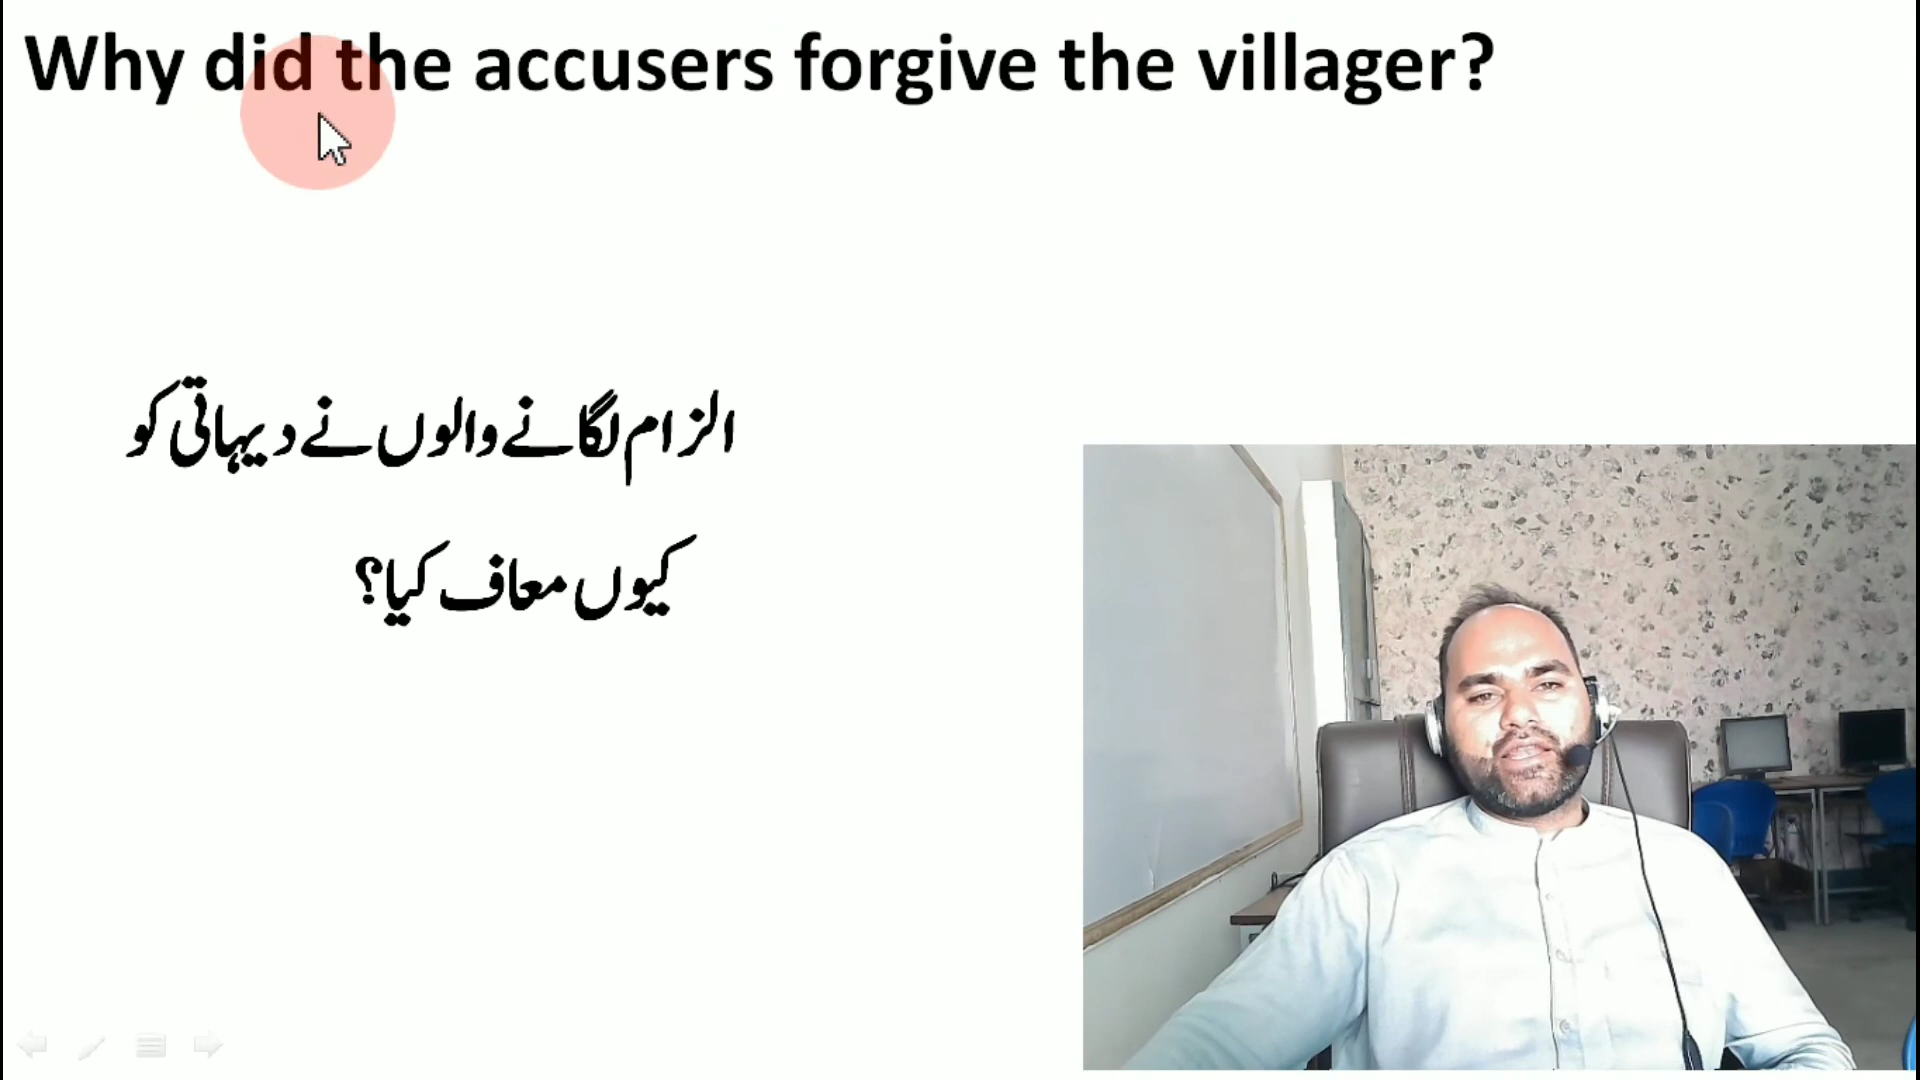 Why did the accusers forgive the villager?
الزام لگانے والوں نے دیہاتی کو
کیوں معاف کیا؟